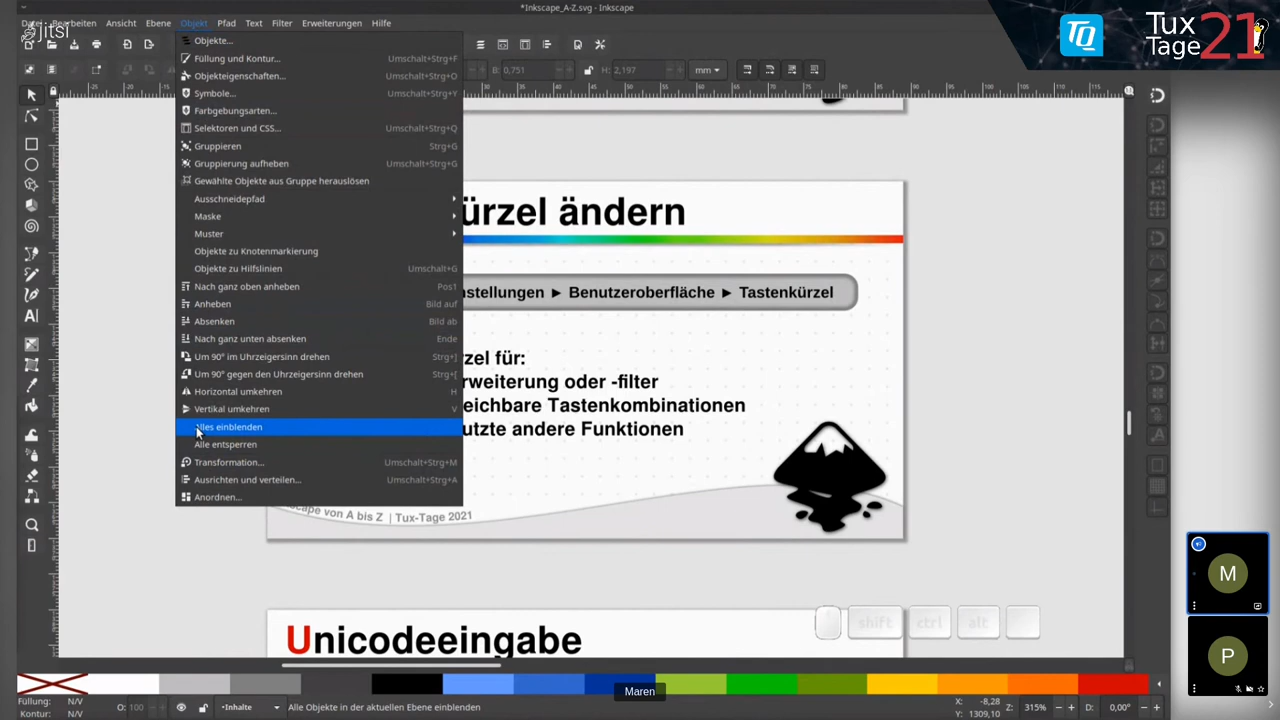 *Inkscape_A-Z.svg - Inkscape
Datei Bearbeiten Ansicht Ebene Objekt Pfad Text Filter Erweiterungen Hilfe
Jitsi
TQ
Tux
Tage 21
B: 0,751
H: 2,197
mm
Objekte...
Füllung und Kontur... Umschalt+Strg+F
Objekteigenschaften... Umschalt+Strg+O
Symbole... Umschalt+Strg+Y
Farbgebungsarten...
Selektoren und CSS... Umschalt+Strg+Q
Gruppieren Strg+G
Gruppierung aufheben Umschalt+Strg+G
Gewählte Objekte aus Gruppe herauslösen
Ausschneidepfad
Maske
Muster
Objekte zu Knotenmarkierung
Objekte zu Hilfslinien Umschalt+G
Nach ganz oben anheben Pos1
Anheben Bild auf
Absenken Bild ab
Nach ganz unten absenken Ende
Um 90° im Uhrzeigersinn drehen Strg+]
Um 90° gegen den Uhrzeigersinn drehen Strg+[
Horizontal umkehren H
Vertikal umkehren V
Alles einblenden
Alle entsperren
Transformation... Umschalt+Strg+M
Ausrichten und verteilen... Umschalt+Strg+A
Anordnen...
ürzel ändern
nstellungen ► Benutzeroberfläche ► Tastenkürzel
zel für:
rweiterung oder -filter
eichbare Tastenkombinationen
utzte andere Funktionen
scape von A bis Z | Tux-Tage 2021
shift ctrl alt
Unicodeeingabe
M
P
Maren
Füllung: N/V
Kontur: N/V
O: 100
Inhalte
Alle Objekte in der aktuellen Ebene einblenden
X: -8,28
Y: 1309,10
Z: 315%
D: 0,00°